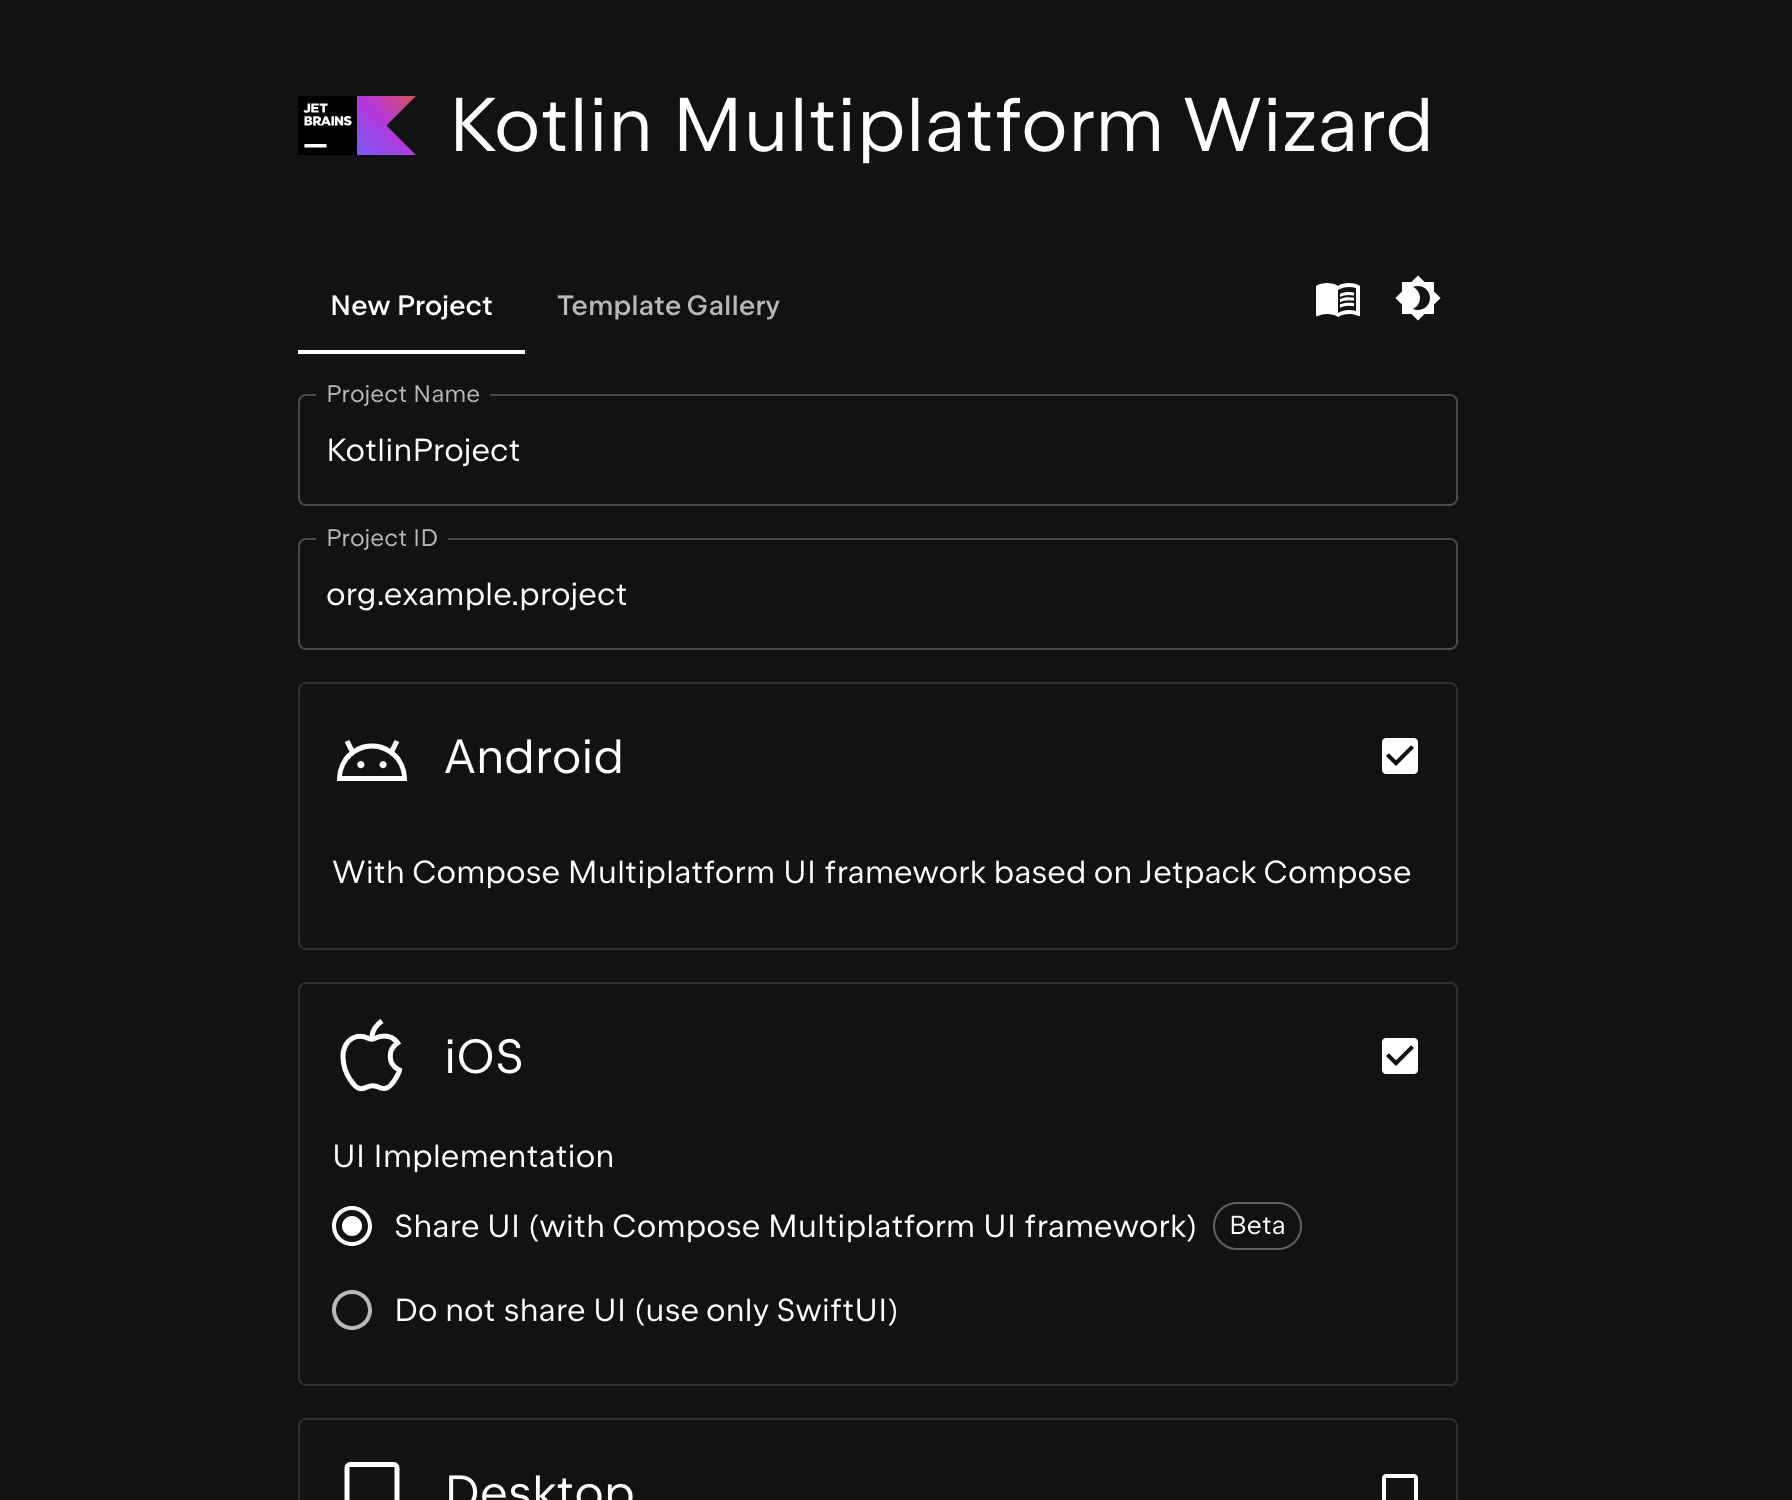 JET
BRAINS
Kotlin Multiplatform Wizard
New Project
Template Gallery
Project Name
KotlinProject
Project ID
org.example.project
Android
With Compose Multiplatform UI framework based on Jetpack Compose
iOS
UI Implementation
Share UI (with Compose Multiplatform UI framework) Beta
Do not share UI (use only SwiftUI)
Desktop